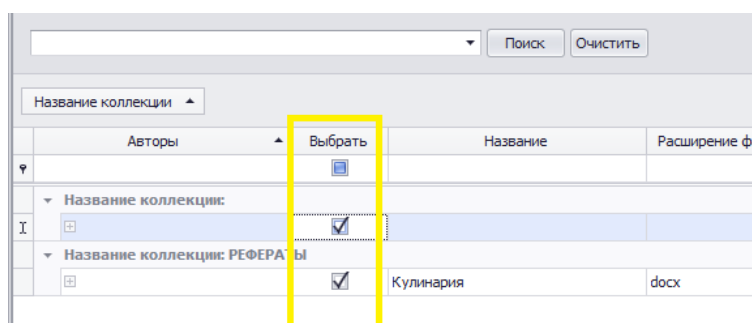 Поиск Очистить
Название коллекции
Авторы Выбрать Название Расширение ф
Название коллекции:
Название коллекции: РЕФЕРАТЫ
Кулинария docx